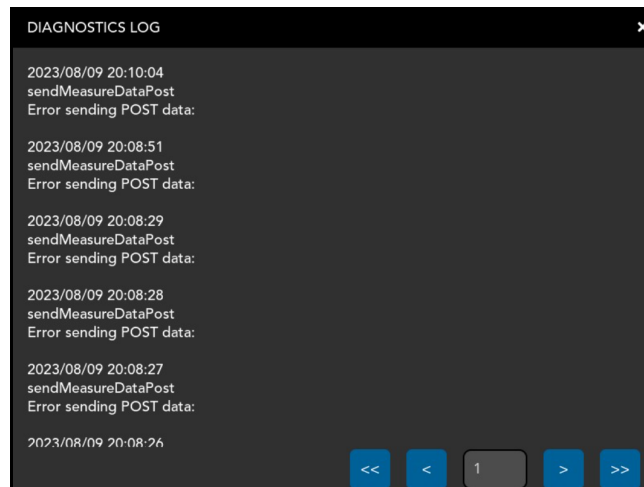 DIAGNOSTICS LOG
2023/08/09 20:10:04
sendMeasureDataPost
Error sending POST data:
2023/08/09 20:08:51
sendMeasureDataPost
Error sending POST data:
2023/08/09 20:08:29
sendMeasureDataPost
Error sending POST data:
2023/08/09 20:08:28
sendMeasureDataPost
Error sending POST data:
2023/08/09 20:08:27
sendMeasureDataPost
Error sending POST data:
2023/08/09 20:08:26
<< < 1 > >>